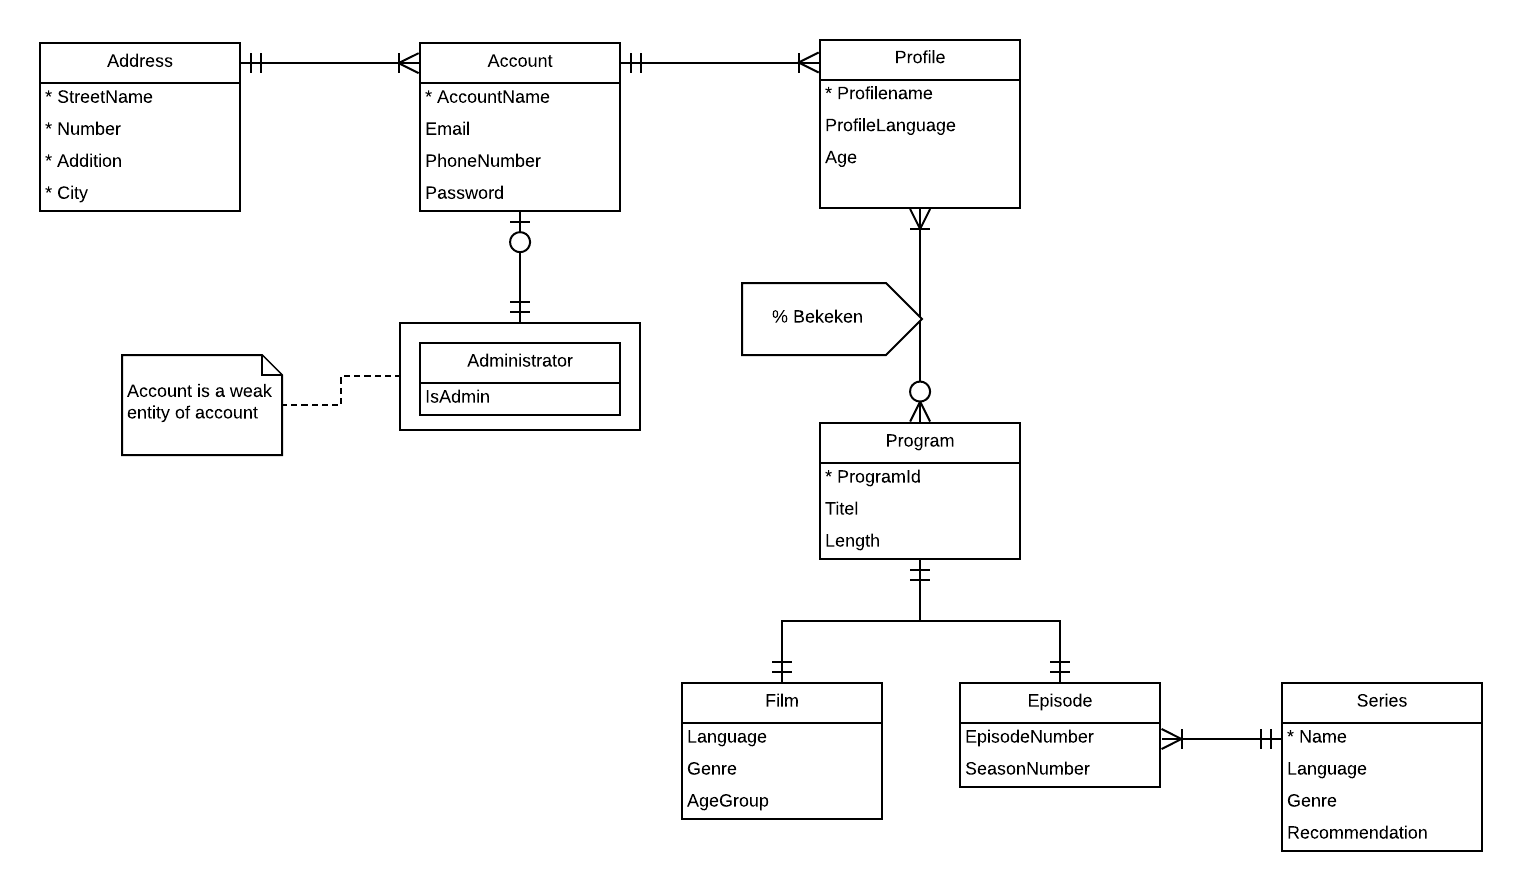 Address
* StreetName
* Number
* Addition
* City
Account
* AccountName
Email
PhoneNumber
Password
Profile
* Profilename
ProfileLanguage
Age
% Bekeken
Administrator
IsAdmin
Account is a weak
entity of account
Program
* ProgramId
Titel
Length
Film
Language
Genre
AgeGroup
Episode
EpisodeNumber
SeasonNumber
Series
* Name
Language
Genre
Recommendation